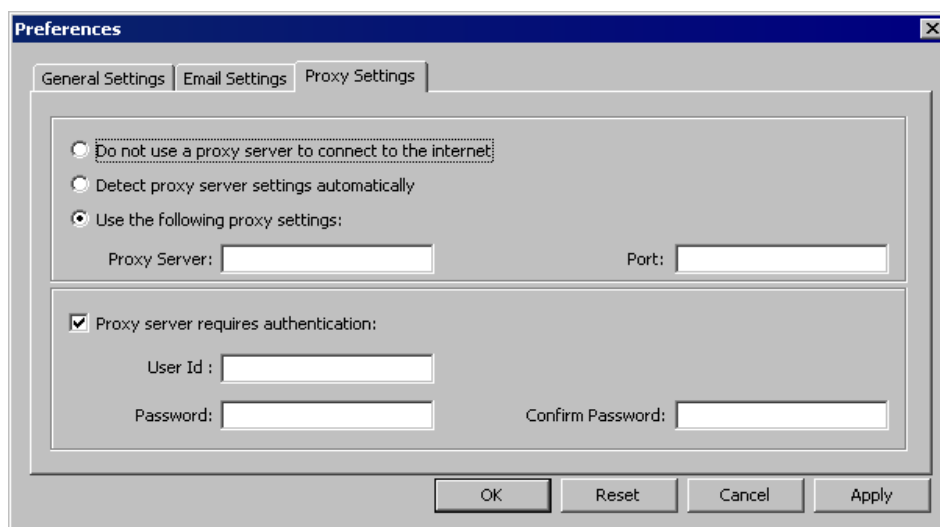 Preferences
General Settings Email Settings Proxy Settings
Do not use a proxy server to connect to the internet
Detect proxy server settings automatically
Use the following proxy settings:
Proxy Server: Port:
Proxy server requires authentication:
User Id :
Password: Confirm Password:
OK Reset Cancel Apply